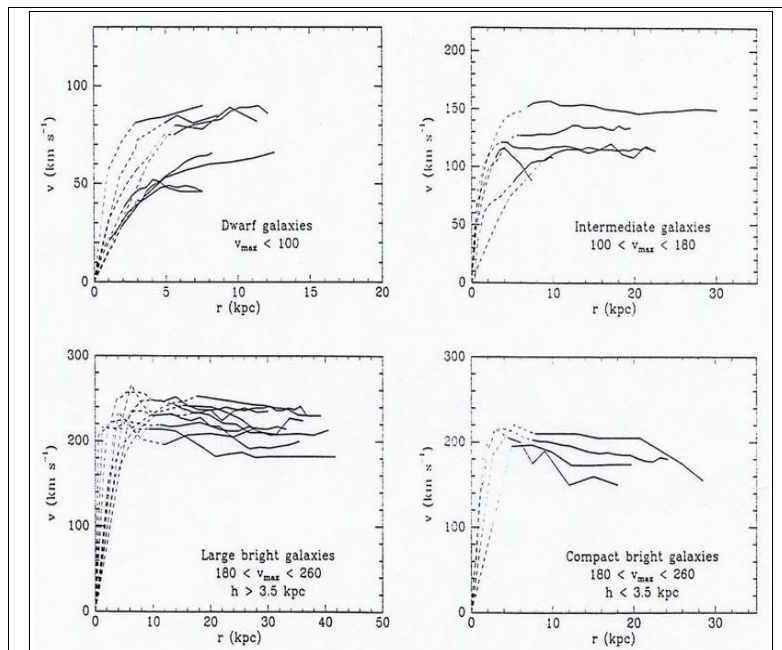 v (km s⁻¹)
100
50
0
Dwarf galaxies
v_max < 100
0 5 10 15 20
r (kpc)
v (km s⁻¹)
200
150
100
50
0
Intermediate galaxies
100 < v_max < 180
0 10 20 30
r (kpc)
v (km s⁻¹)
300
200
100
0
Large bright galaxies
180 < v_max < 260
h > 3.5 kpc
0 10 20 30 40 50
r (kpc)
v (km s⁻¹)
300
200
100
0
Compact bright galaxies
180 < v_max < 260
h < 3.5 kpc
0 10 20 30
r (kpc)